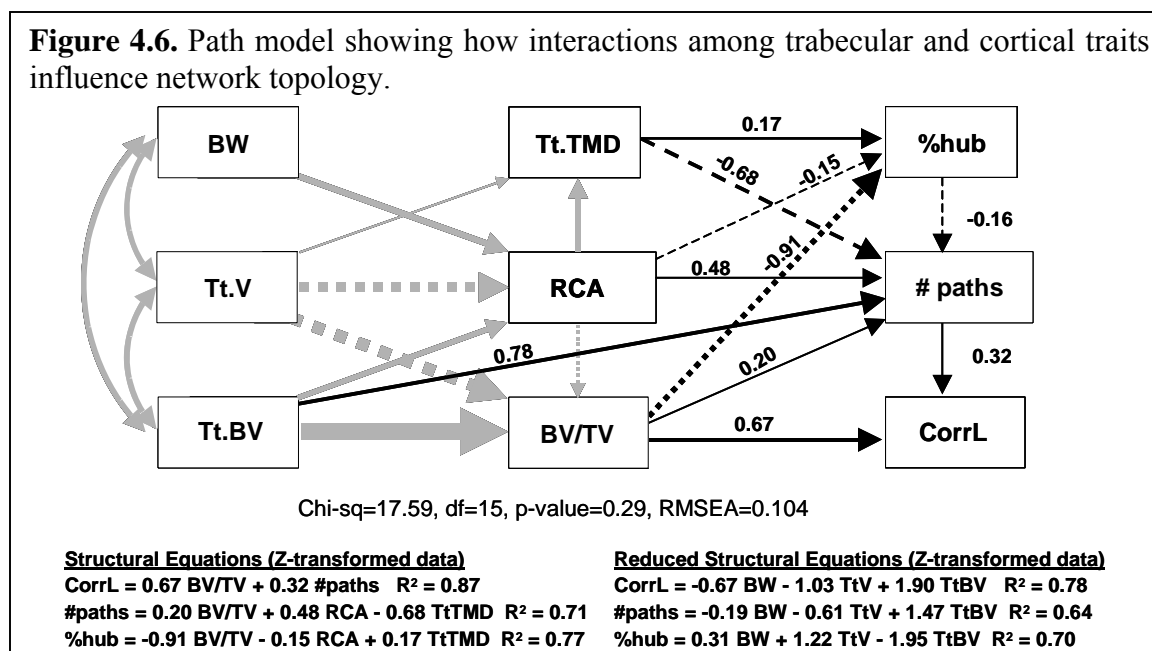 Figure 4.6. Path model showing how interactions among trabecular and cortical traits
influence network topology.
BW
Tt.TMD
0.17
%hub
-0.15
-0.68
-0.16
-0.91
Tt.V
RCA
0.48
# paths
0.78
0.20
0.32
Tt.BV
BV/TV
0.67
CorrL
Chi-sq=17.59, df=15, p-value=0.29, RMSEA=0.104
Structural Equations (Z-transformed data)
CorrL = 0.67 BV/TV + 0.32 #paths R² = 0.87
#paths = 0.20 BV/TV + 0.48 RCA - 0.68 TtTMD R² = 0.71
%hub = -0.91 BV/TV - 0.15 RCA + 0.17 TtTMD R² = 0.77
Reduced Structural Equations (Z-transformed data)
CorrL = -0.67 BW - 1.03 TtV + 1.90 TtBV R² = 0.78
#paths = -0.19 BW - 0.61 TtV + 1.47 TtBV R² = 0.64
%hub = 0.31 BW + 1.22 TtV - 1.95 TtBV R² = 0.70